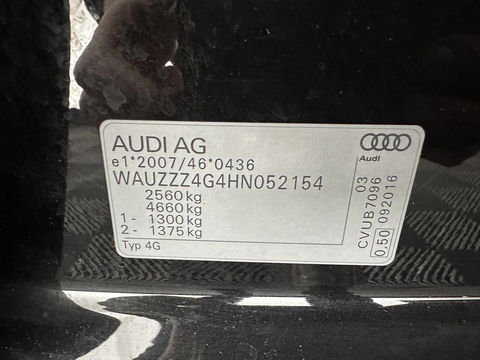 AUDI AG
e1*2007/46*0436
WAUZZZ4G4HN052154
2560 kg
4660 kg
1- 1300 kg
2- 1375 kg
Typ 4G
Audi
CVUB7096 03
0,50 092016